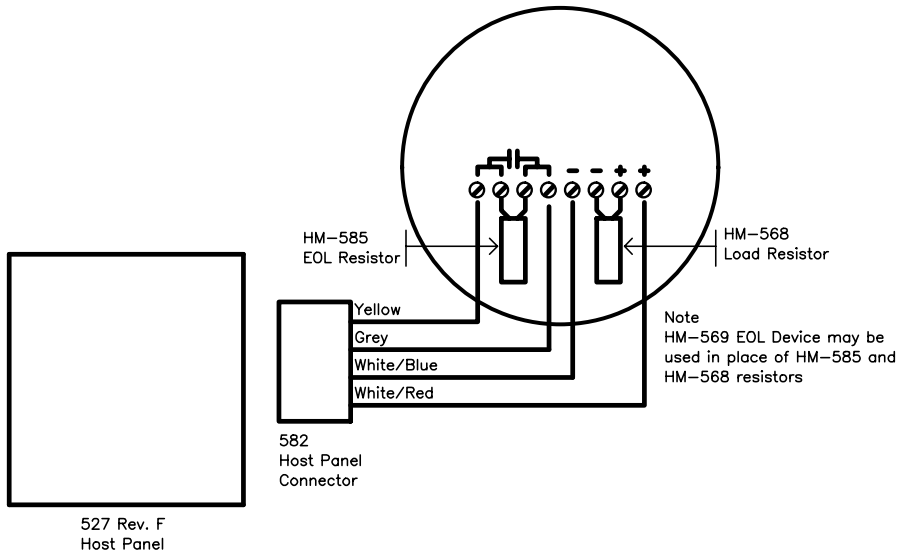 - - + +
HM-585
EOL Resistor
HM-568
Load Resistor
Yellow
Grey
White/Blue
White/Red
Note
HM-569 EOL Device may be
used in place of HM-585 and
HM-568 resistors
582
Host Panel
Connector
527 Rev. F
Host Panel